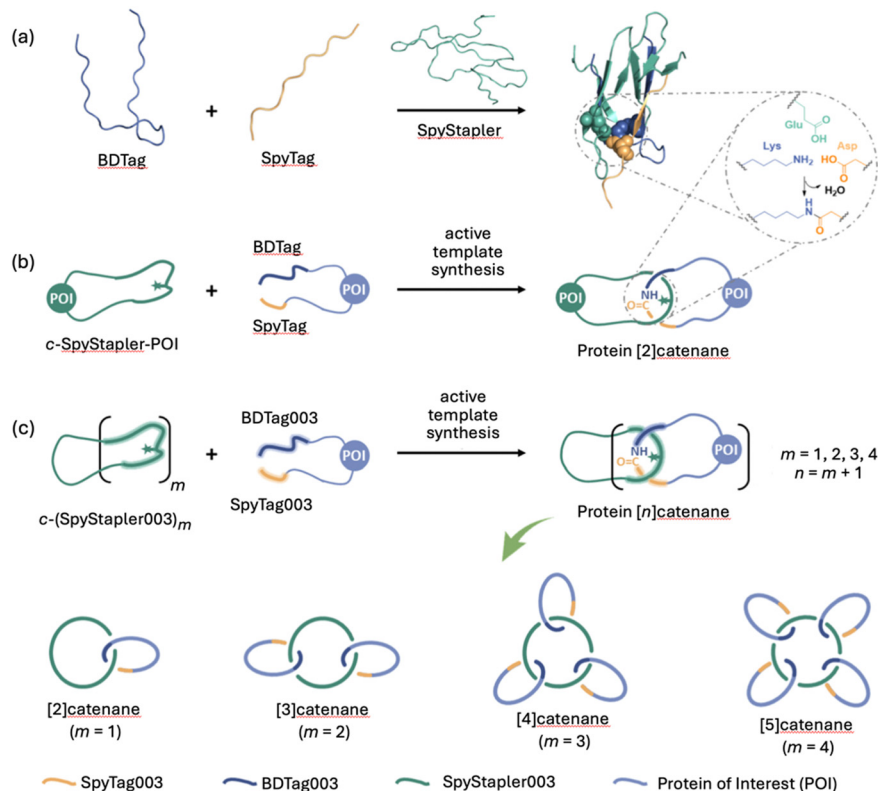 (a)
BDTag
+
SpyTag
SpyStapler
Glu
O
OH
Lys
Asp
NH₂
HO
O
H₂O
H
N
O
(b)
POI
c-SpyStapler-POI
+
BDTag
POI
SpyTag
active
template
synthesis
POI
NH
O=C
POI
Protein [2]catenane
(c)
m
c-(SpyStapler003)m
+
BDTag003
POI
SpyTag003
active
template
synthesis
NH
O=C
POI
Protein [n]catenane
m = 1, 2, 3, 4
n = m + 1
[2]catenane
(m = 1)
[3]catenane
(m = 2)
[4]catenane
(m = 3)
[5]catenane
(m = 4)
SpyTag003
BDTag003
SpyStapler003
Protein of Interest (POI)